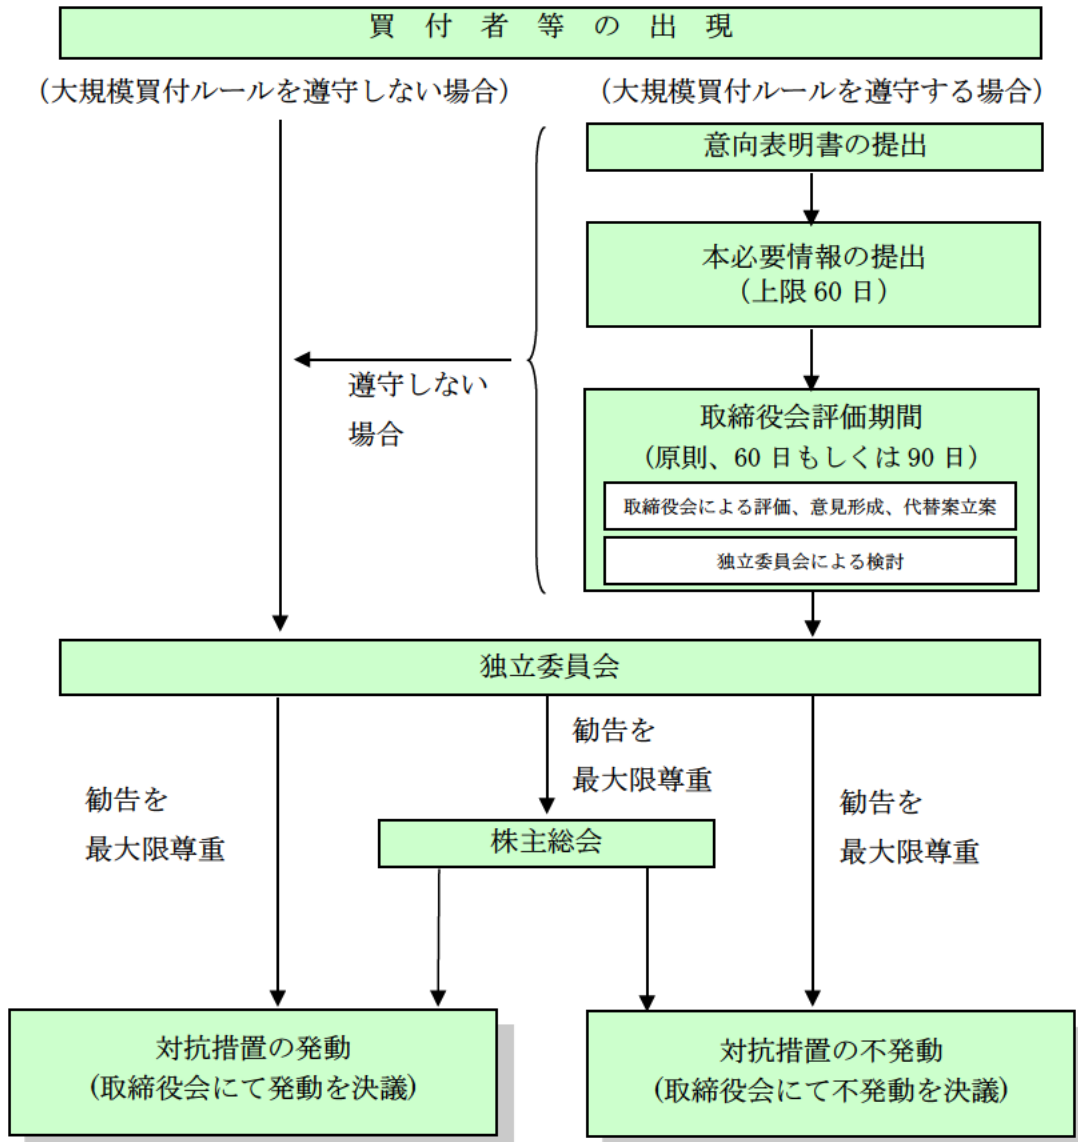 買付者等の出現
(大規模買付ルールを遵守しない場合)
(大規模買付ルールを遵守する場合)
意向表明書の提出
本必要情報の提出
(上限 60 日)
遵守しない
場合
取締役会評価期間
(原則、60 日もしくは 90 日)
取締役会による評価、意見形成、代替案立案
独立委員会による検討
独立委員会
勧告を
最大限尊重
勧告を
最大限尊重
勧告を
最大限尊重
株主総会
対抗措置の発動
(取締役会にて発動を決議)
対抗措置の不発動
(取締役会にて不発動を決議)